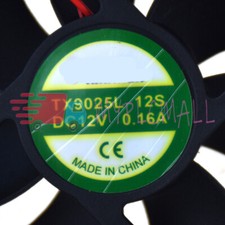 TX9025L 12S
DC12V 0.16A
CE
MADE IN CHINA